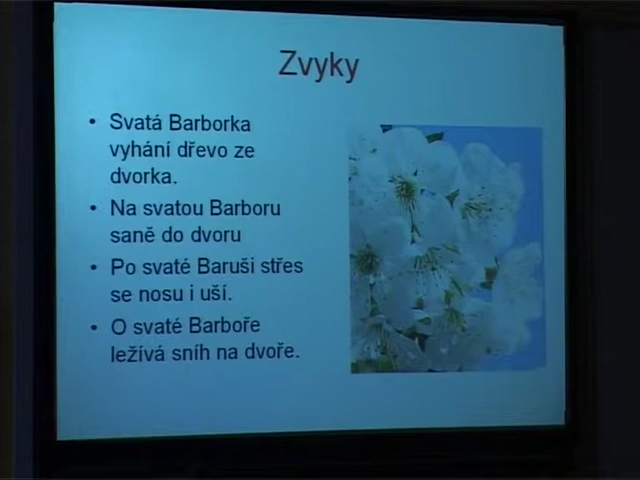 Zvyky
• Svatá Barborka
vyhání dřevo ze
dvorka.
• Na svatou Barboru
saně do dvoru
• Po svaté Baruši střes
se nosu i uší.
• O svaté Barboře
ležívá sníh na dvoře.